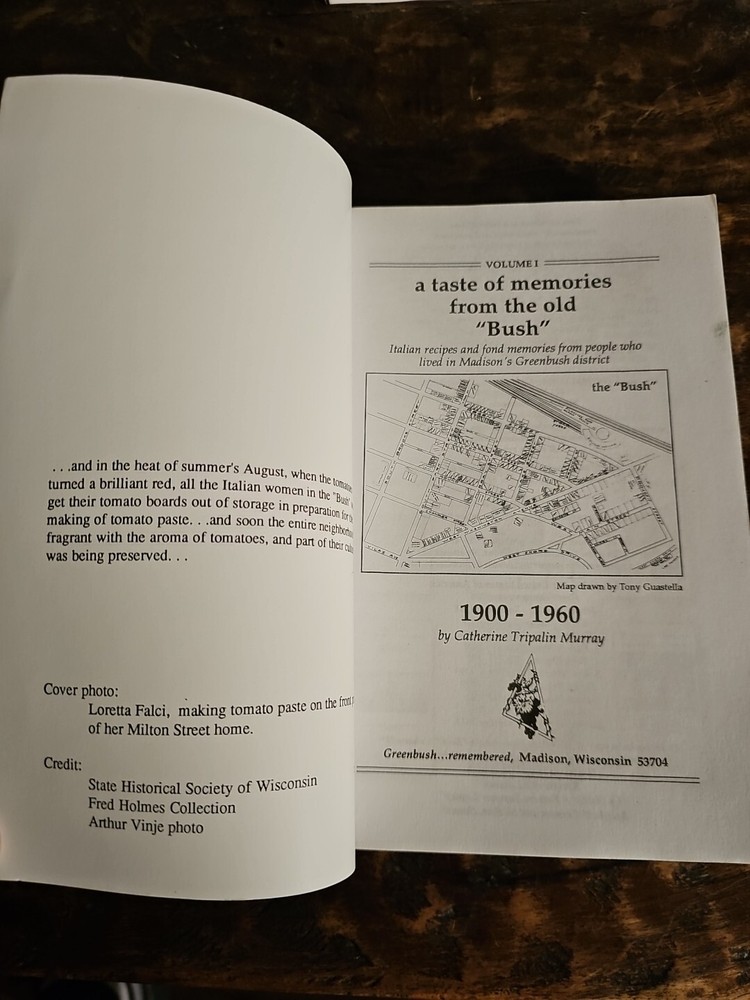 . . .and in the heat of summer's August, when the tomatoes
turned a brilliant red, all the Italian women in the "Bush"
get their tomato boards out of storage in preparation for the
making of tomato paste. . .and soon the entire neighborhood
fragrant with the aroma of tomatoes, and part of their
was being preserved. . .
Cover photo:
Loretta Falci, making tomato paste on the front
of her Milton Street home.
Credit:
State Historical Society of Wisconsin
Fred Holmes Collection
Arthur Vinje photo
VOLUME I
a taste of memories
from the old
"Bush"
Italian recipes and fond memories from people who
lived in Madison's Greenbush district
the "Bush"
Map drawn by Tony Guastella
1900 - 1960
by Catherine Tripalin Murray
Greenbush...remembered, Madison, Wisconsin 53704